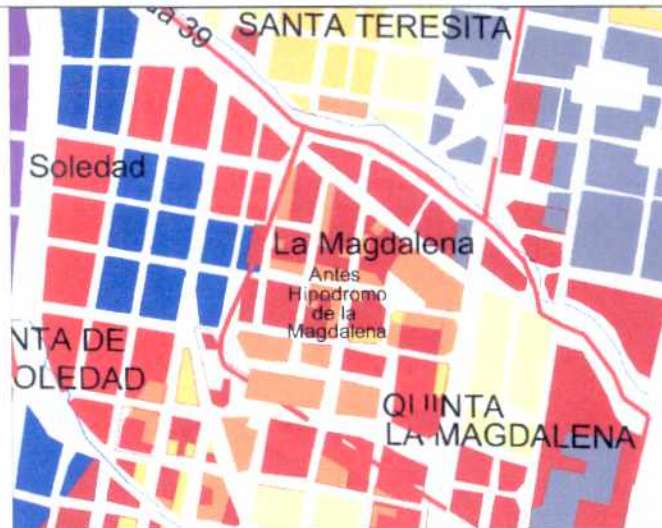 39
SANTA TERESITA
Soledad
La Magdalena
Antes
Hipodromo
de la
Magdalena
NTA DE
OLEDAD
QUINTA
LA MAGDALENA